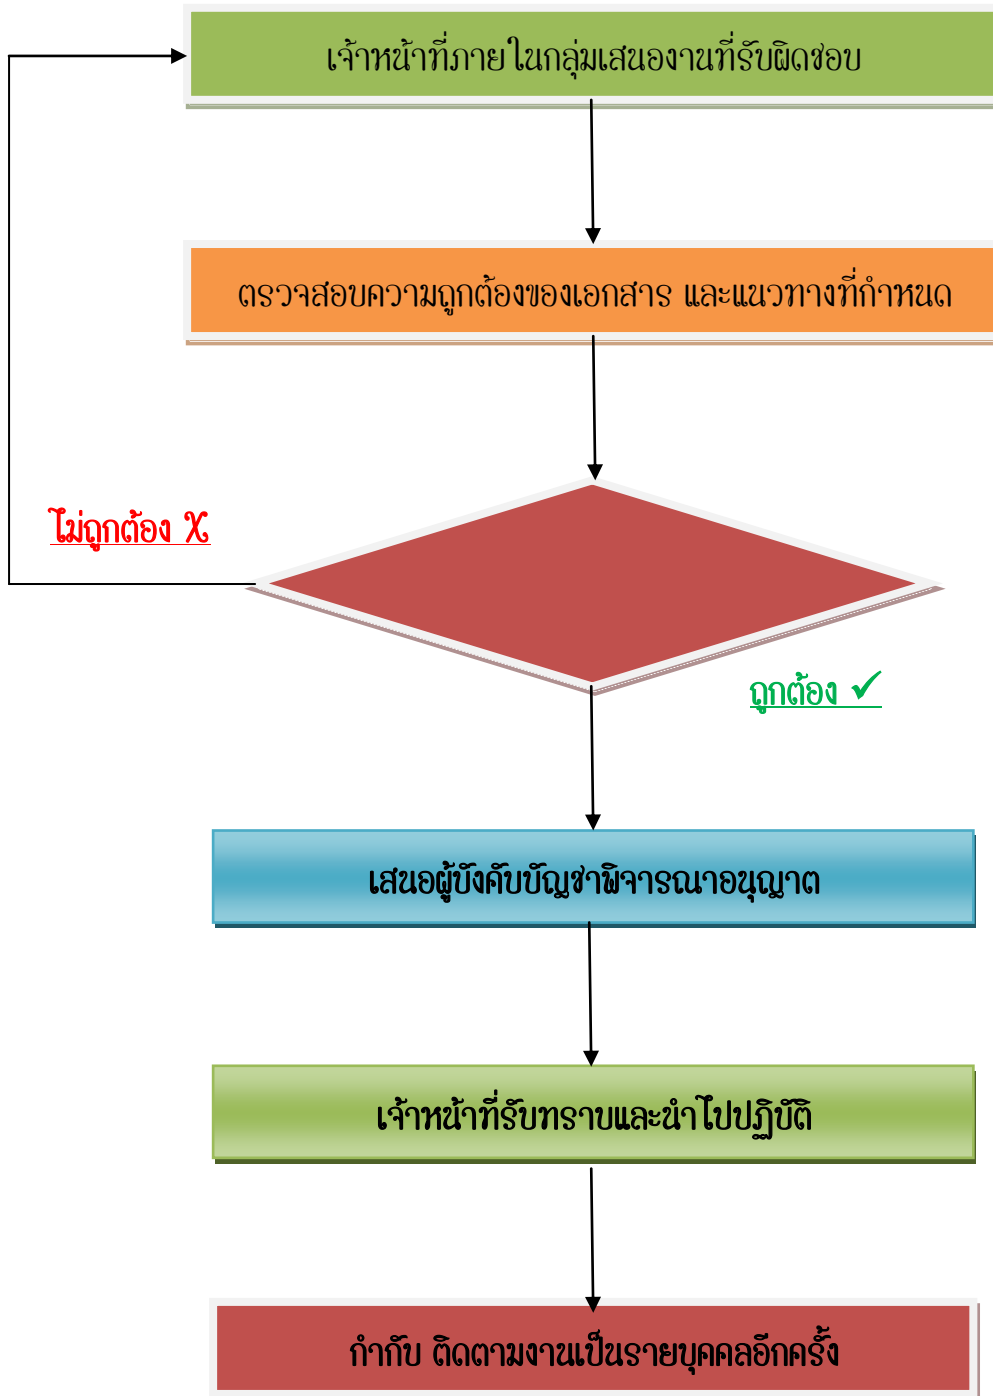 เจ้าหน้าที่ภายในกลุ่มเสนองานที่รับผิดชอบ
ตรวจสอบความถูกต้องของเอกสาร และแนวทางที่กำหนด
ไม่ถูกต้อง X
ถูกต้อง ✓
เสนอผู้บังคับบัญชาพิจารณาอนุญาต
เจ้าหน้าที่รับทราบและนำไปปฏิบัติ
กำกับ ติดตามงานเป็นรายบุคคลอีกครั้ง